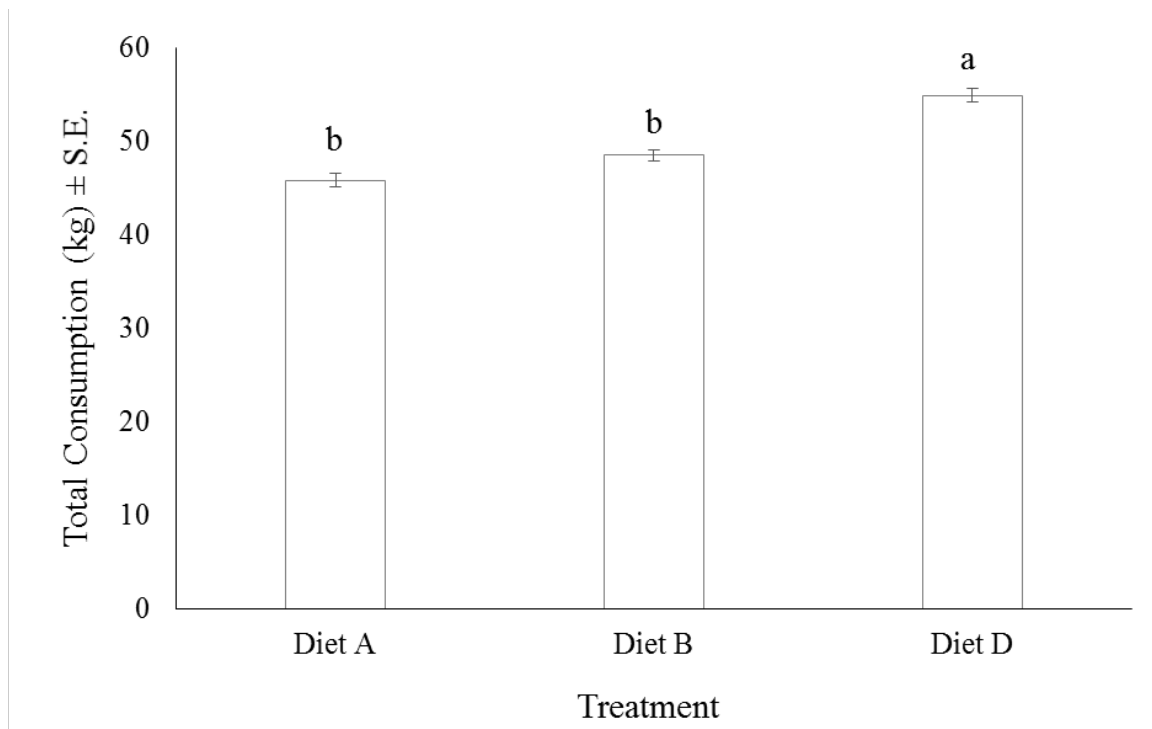 60
50
40
30
20
10
0
Total Consumption (kg) ± S.E.
b
b
a
Diet A
Diet B
Diet D
Treatment